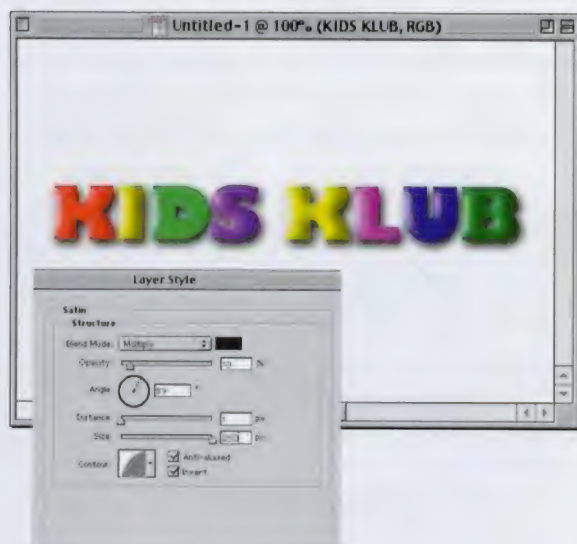 Untitled-1 @ 100% (KIDS KLUB, RGB)
KIDS KLUB
Layer Style
Satin
Structure
Blend Mode: Multiply
Opacity: %
Angle: °
Distance: px
Size: px
Contour: Anti-aliased
Invert